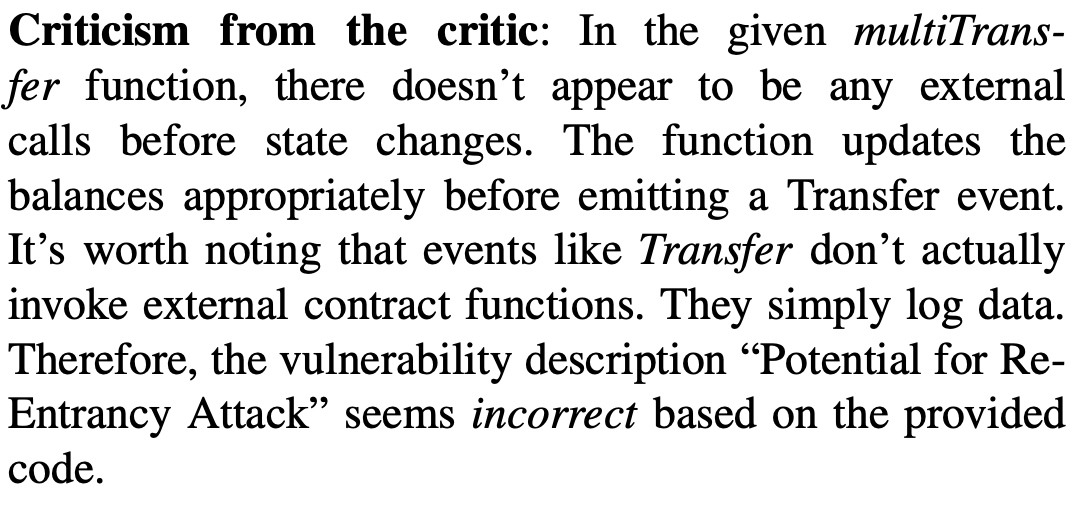 Criticism from the critic: In the given multiTrans-
fer function, there doesn’t appear to be any external
calls before state changes. The function updates the
balances appropriately before emitting a Transfer event.
It’s worth noting that events like Transfer don’t actually
invoke external contract functions. They simply log data.
Therefore, the vulnerability description “Potential for Re-
Entrancy Attack” seems incorrect based on the provided
code.